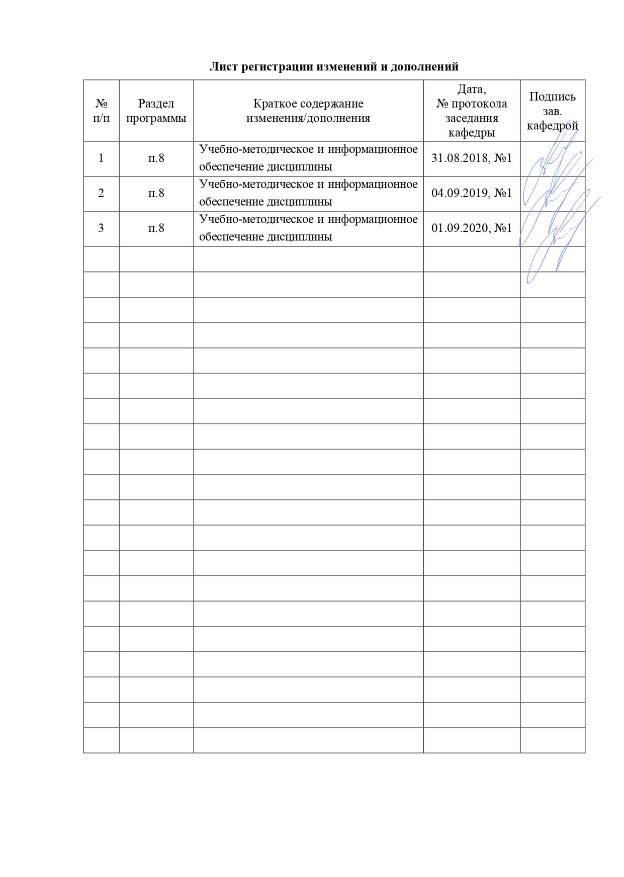 Лист регистрации изменений и дополнений
№
п/п
Раздел
программы
Краткое содержание
изменения/дополнения
Дата,
№ протокола
заседания
кафедры
Подпись
зав.
кафедрой
1
п.8
Учебно-методическое и информационное
обеспечение дисциплины
31.08.2018, №1
2
п.8
Учебно-методическое и информационное
обеспечение дисциплины
04.09.2019, №1
3
п.8
Учебно-методическое и информационное
обеспечение дисциплины
01.09.2020, №1